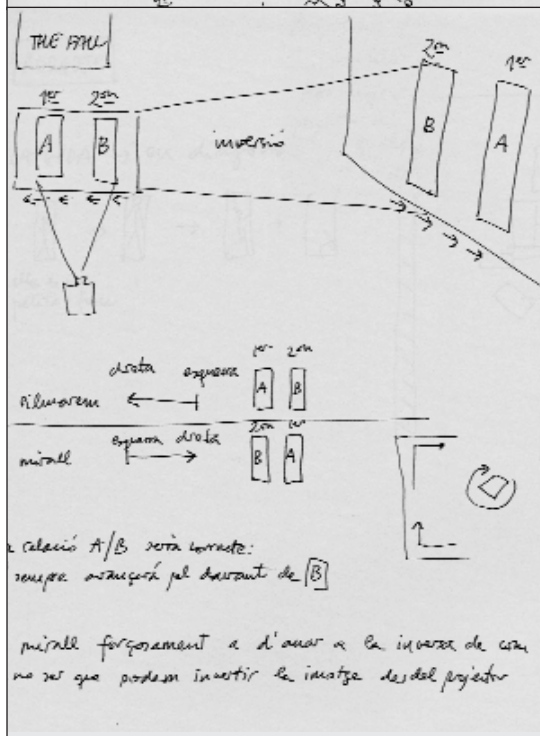 THE FALL
1er 2on
A B
inversió
2on 1er
B A
dreta esquerra
filmarem
1er 2on
A B
mirall
esquerra dreta
2on 1er
B A
relació A/B serà correcte:
sempre avançarà pel davant de B
mirall forçosament a d'anar a la inversa de com
no ser que podem invertir la imatge des del projector